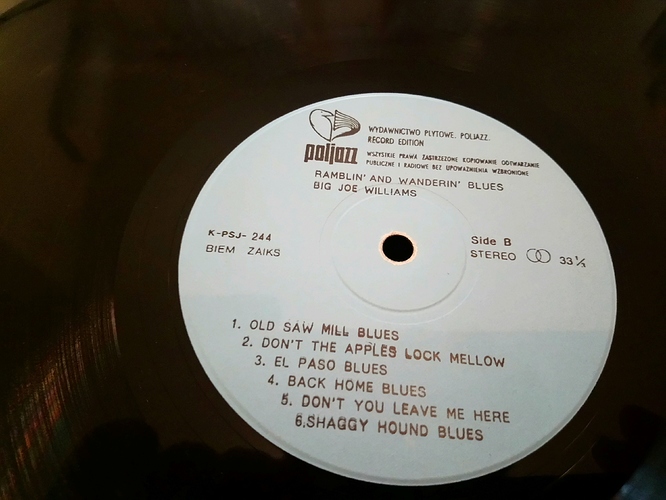 WYDAWNICTWO PŁYTOWE. POLJAZZ.
RECORD EDITION
poljazz
WSZYSTKIE PRAWA ZASTRZEŻONE KOPIOWANIE ODTWARZANIE
PUBLICZNE I RADIOWE BEZ UPOWAŻNIENIA WZBRONIONE
RAMBLIN' AND WANDERIN' BLUES
BIG JOE WILLIAMS
K-PSJ- 244
BIEM ZAIKS
Side B
STEREO 33⅓
1. OLD SAW MILL BLUES
2. DON'T THE APPLES LOCK MELLOW
3. EL PASO BLUES
4. BACK HOME BLUES
5. DON'T YOU LEAVE ME HERE
6.SHAGGY HOUND BLUES